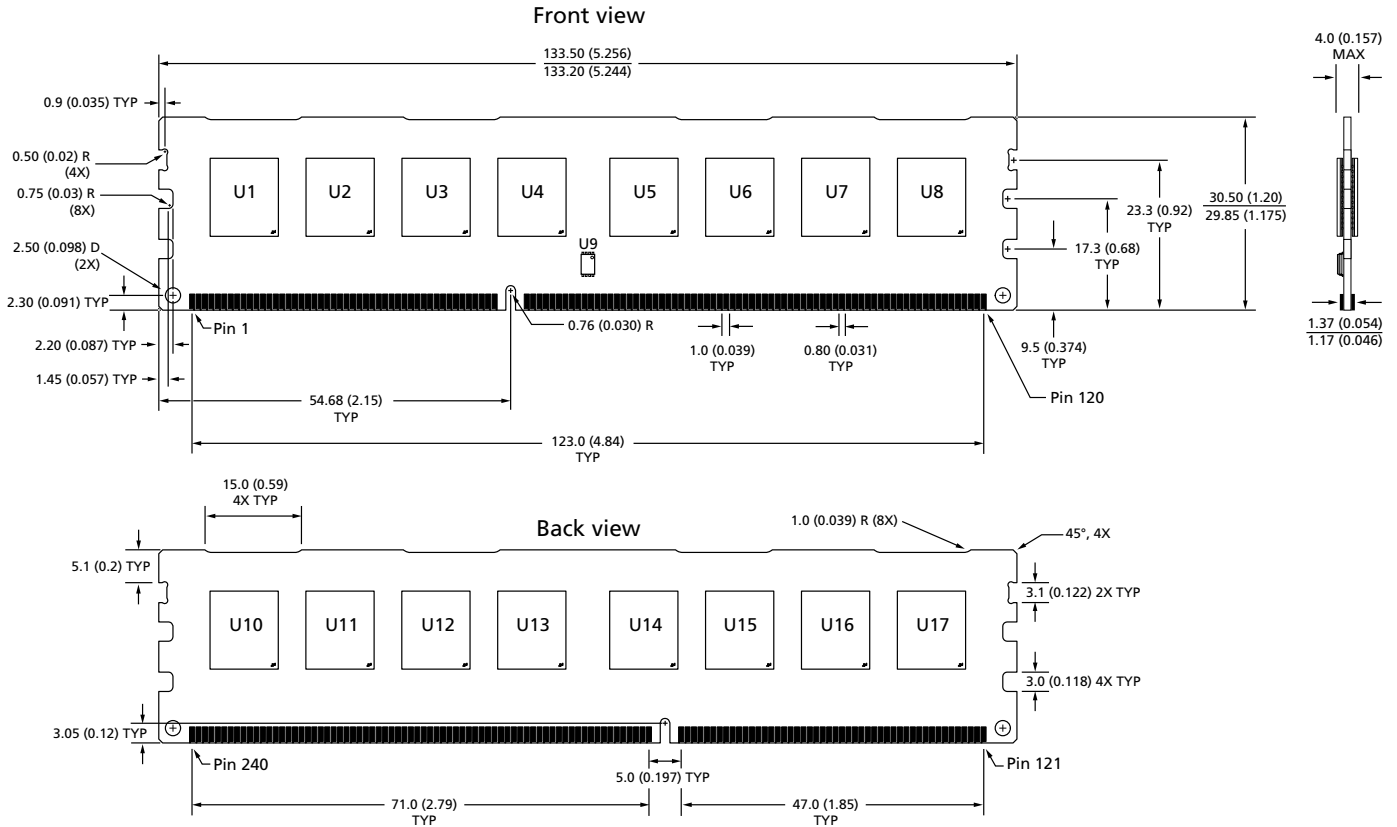 Front view
133.50 (5.256)
133.20 (5.244)
4.0 (0.157)
MAX
0.9 (0.035) TYP
0.50 (0.02) R
(4X)
0.75 (0.03) R
(8X)
2.50 (0.098) D
(2X)
2.30 (0.091) TYP
U1
U2
U3
U4
U5
U6
U7
U8
U9
23.3 (0.92)
TYP
30.50 (1.20)
29.85 (1.175)
17.3 (0.68)
TYP
Pin 1
0.76 (0.030) R
2.20 (0.087) TYP
1.45 (0.057) TYP
1.0 (0.039)
TYP
0.80 (0.031)
TYP
9.5 (0.374)
TYP
1.37 (0.054)
1.17 (0.046)
54.68 (2.15)
TYP
Pin 120
123.0 (4.84)
TYP
15.0 (0.59)
4X TYP
Back view
1.0 (0.039) R (8X)
45°, 4X
5.1 (0.2) TYP
3.1 (0.122) 2X TYP
U10
U11
U12
U13
U14
U15
U16
U17
3.0 (0.118) 4X TYP
3.05 (0.12) TYP
Pin 240
5.0 (0.197) TYP
Pin 121
71.0 (2.79)
TYP
47.0 (1.85)
TYP